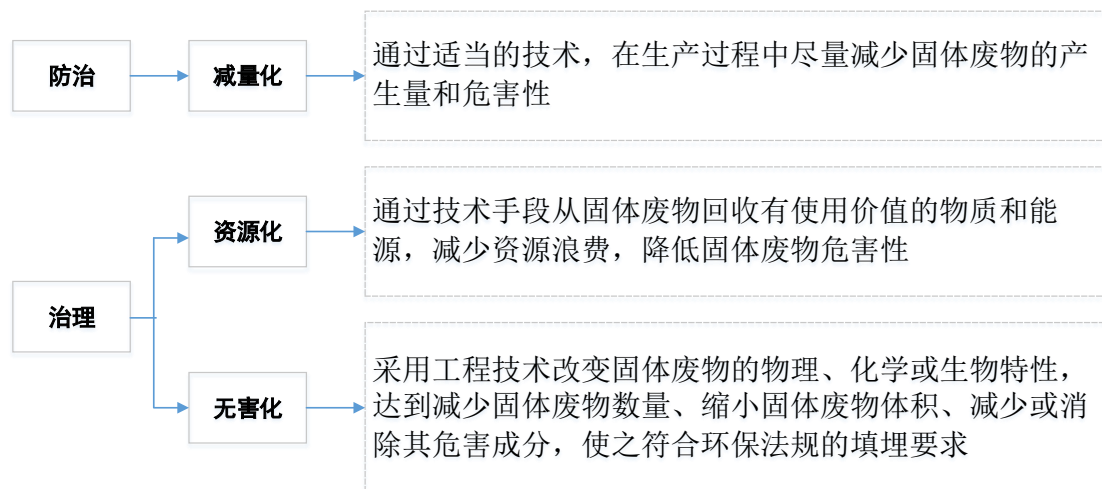 防治
减量化
通过适当的技术，在生产过程中尽量减少固体废物的产
生量和危害性
治理
资源化
通过技术手段从固体废物回收有使用价值的物质和能
源，减少资源浪费，降低固体废物危害性
无害化
采用工程技术改变固体废物的物理、化学或生物特性，
达到减少固体废物数量、缩小固体废物体积、减少或消
除其危害成分，使之符合环保法规的填埋要求